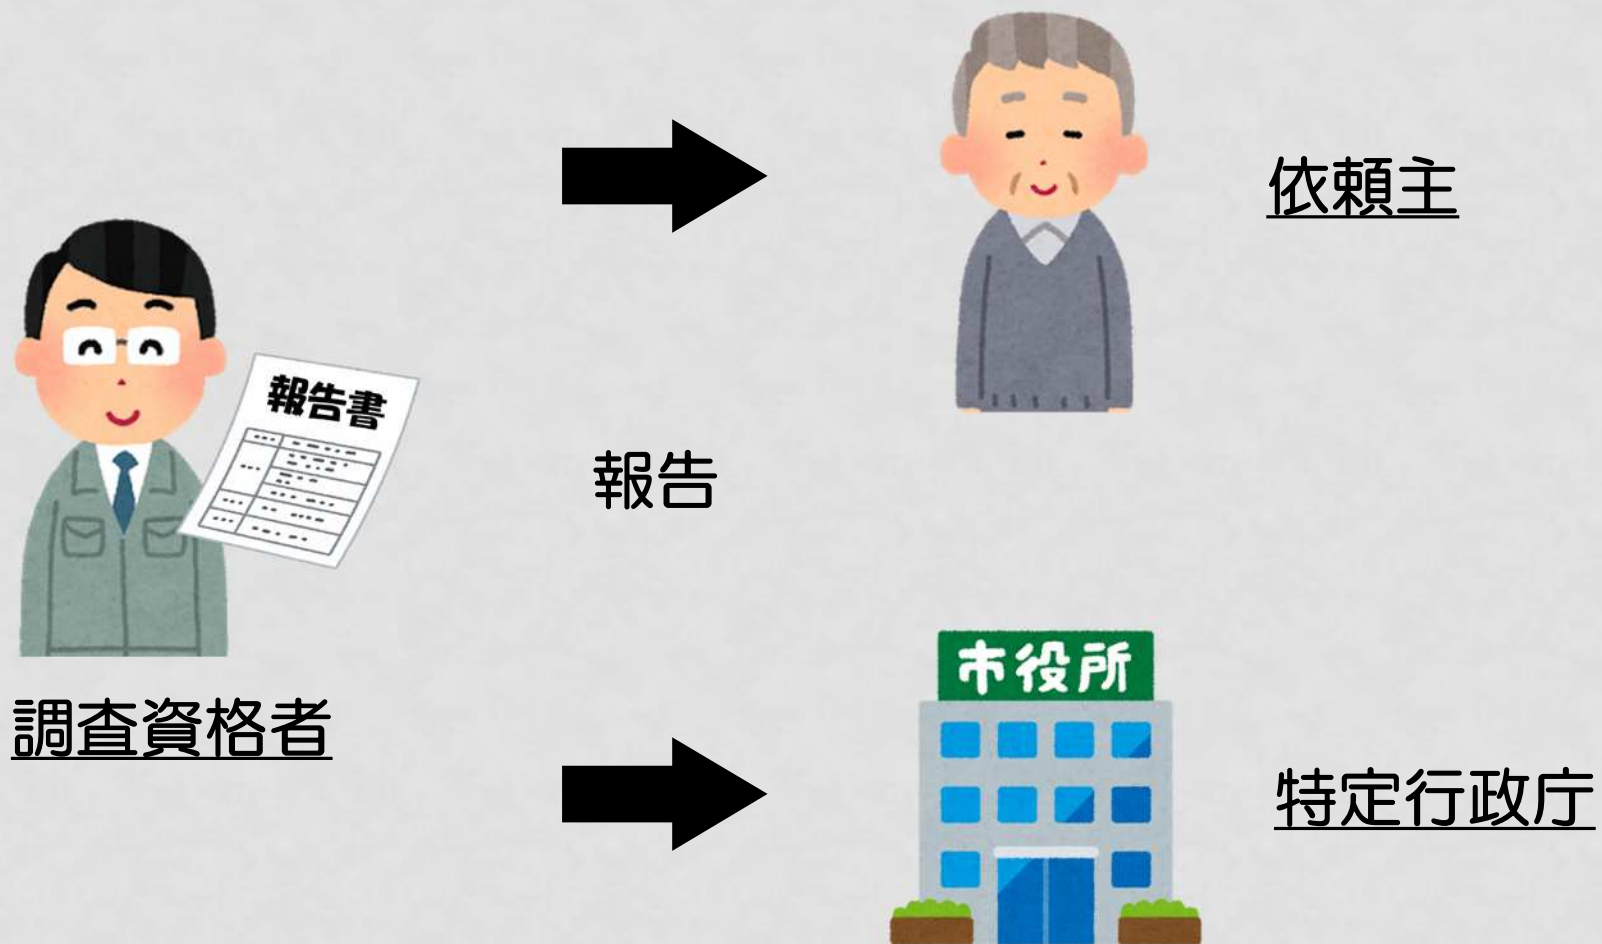 依頼主
報告書
報告
市役所
調査資格者
特定行政庁